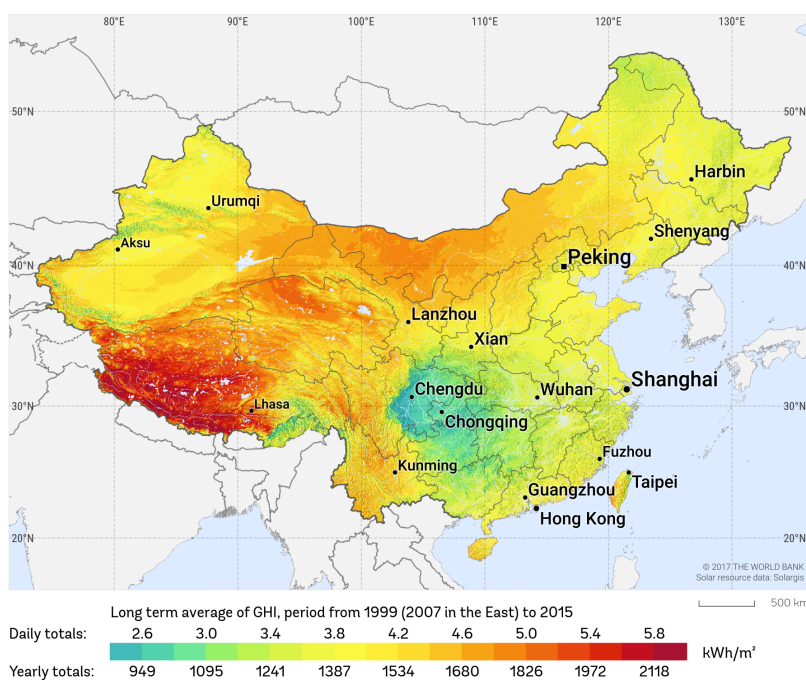 80°E 90°E 100°E 110°E 120°E 130°E
50°N 50°N
Harbin
Urumqi
Shenyang
Aksu
Peking
40°N 40°N
Lanzhou
Xian
Shanghai
Chengdu
Wuhan
30°N 30°N
Lhasa
Chongqing
Fuzhou
Kunming
Taipei
Guangzhou
Hong Kong
20°N 20°N
© 2017 THE WORLD BANK
Solar resource data: Solargis
500 km
Long term average of GHI, period from 1999 (2007 in the East) to 2015
Daily totals: 2.6 3.0 3.4 3.8 4.2 4.6 5.0 5.4 5.8
kWh/m²
Yearly totals: 949 1095 1241 1387 1534 1680 1826 1972 2118